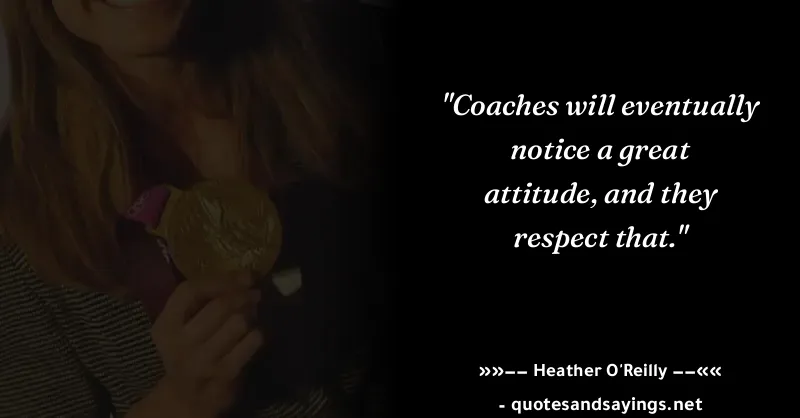 "Coaches will eventually
notice a great
attitude, and they
respect that."
»»—— Heather O'Reilly ——««
- quotesandsayings.net